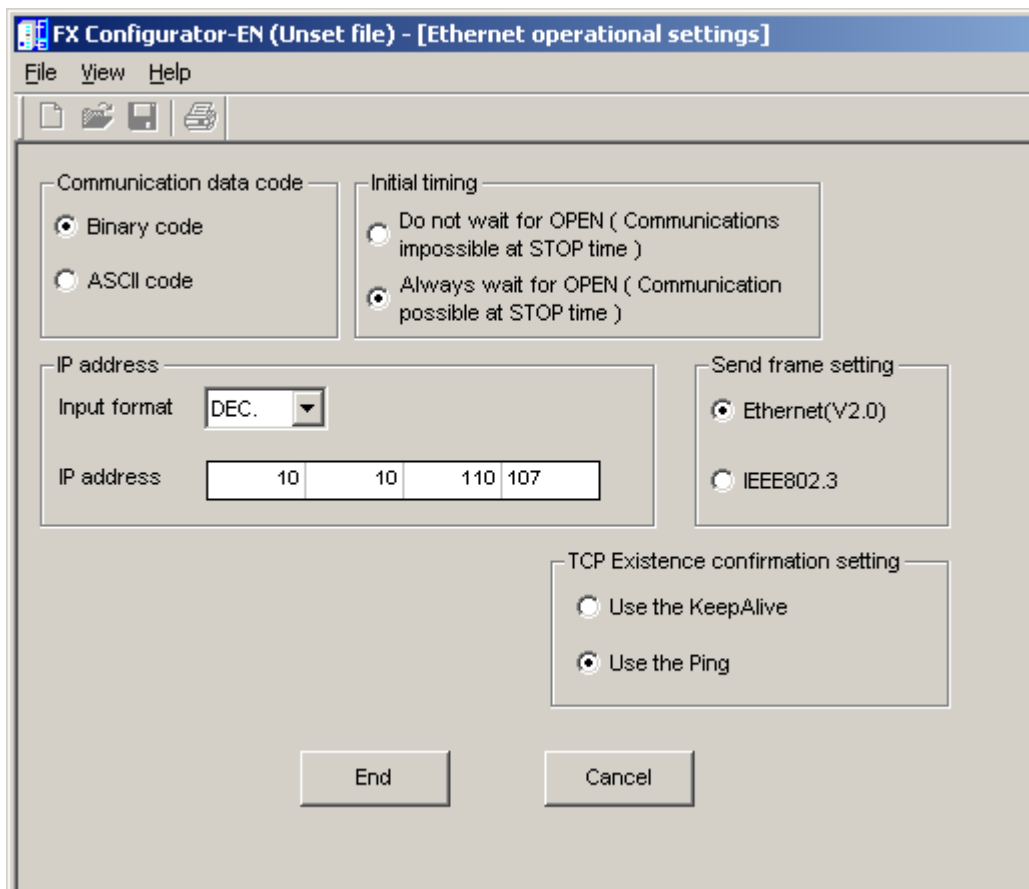 FX Configurator-EN (Unset file) - [Ethernet operational settings]
File View Help
Communication data code
Binary code
ASCII code
Initial timing
Do not wait for OPEN ( Communications
impossible at STOP time )
Always wait for OPEN ( Communication
possible at STOP time )
IP address
Input format DEC.
IP address 10 10 110 107
Send frame setting
Ethernet(V2.0)
IEEE802.3
TCP Existence confirmation setting
Use the KeepAlive
Use the Ping
End Cancel